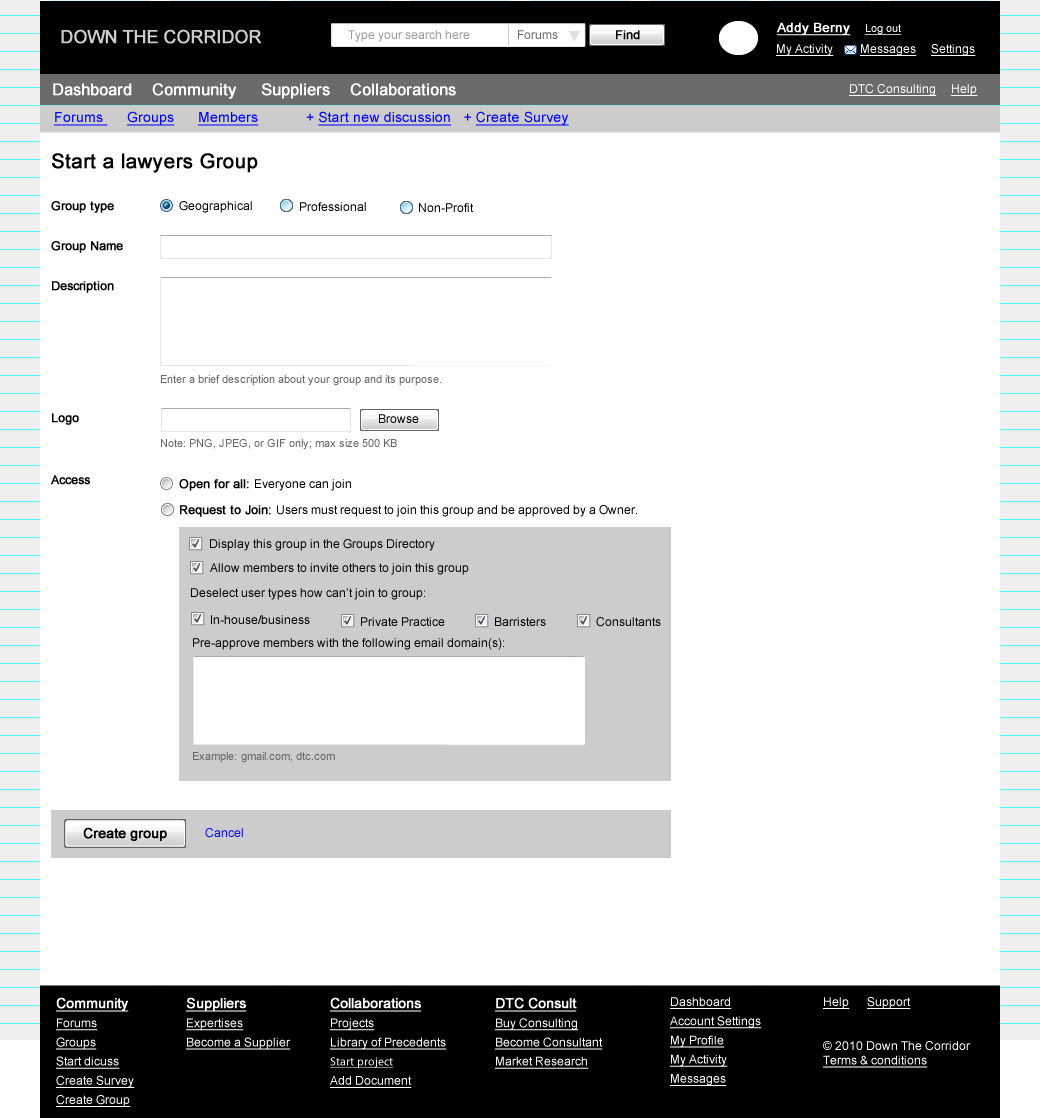 DOWN THE CORRIDOR
Type your search here Forums Find
Addy Berny Log out
My Activity Messages Settings
Dashboard Community Suppliers Collaborations DTC Consulting Help
Forums Groups Members + Start new discussion + Create Survey
Start a lawyers Group
Group type Geographical Professional Non-Profit
Group Name
Description
Enter a brief description about your group and its purpose.
Logo Browse
Note: PNG, JPEG, or GIF only; max size 500 KB
Access
Open for all: Everyone can join
Request to Join: Users must request to join this group and be approved by a Owner.
Display this group in the Groups Directory
Allow members to invite others to join this group
Deselect user types how can't join to group:
In-house/business Private Practice Barristers Consultants
Pre-approve members with the following email domain(s):
Example: gmail.com, dtc.com
Create group Cancel
Community
Forums
Groups
Start dicuss
Create Survey
Create Group
Suppliers
Expertises
Become a Supplier
Collaborations
Projects
Library of Precedents
Start project
Add Document
DTC Consult
Buy Consulting
Become Consultant
Market Research
Dashboard
Account Settings
My Profile
My Activity
Messages
Help Support
© 2010 Down The Corridor
Terms & conditions